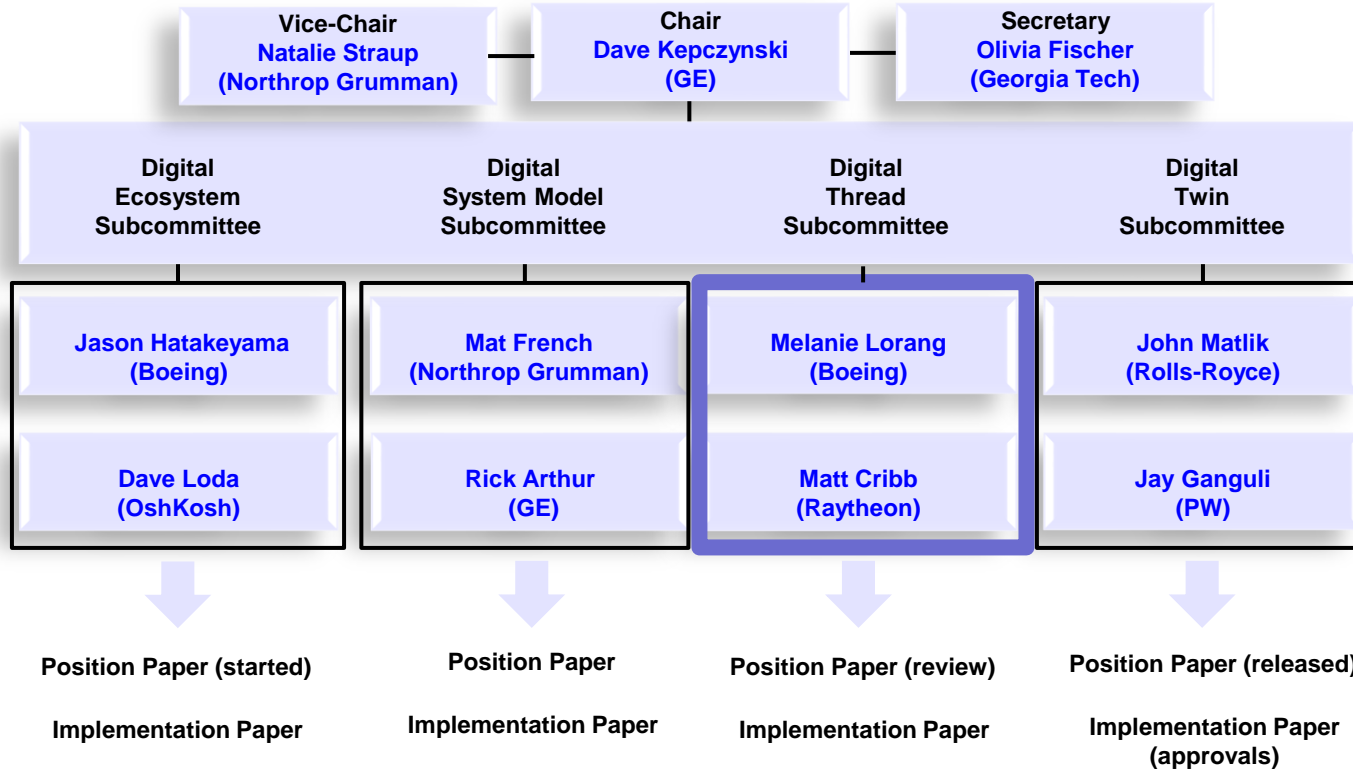 Vice-Chair
Natalie Straup
(Northrop Grumman)
Chair
Dave Kepczynski
(GE)
Secretary
Olivia Fischer
(Georgia Tech)
Digital
Ecosystem
Subcommittee
Digital
System Model
Subcommittee
Digital
Thread
Subcommittee
Digital
Twin
Subcommittee
Jason Hatakeyama
(Boeing)
Mat French
(Northrop Grumman)
Melanie Lorang
(Boeing)
John Matlik
(Rolls-Royce)
Dave Loda
(OshKosh)
Rick Arthur
(GE)
Matt Cribb
(Raytheon)
Jay Ganguli
(PW)
Position Paper (started)
Position Paper
Position Paper (review)
Position Paper (released)
Implementation Paper
Implementation Paper
Implementation Paper
Implementation Paper
(approvals)